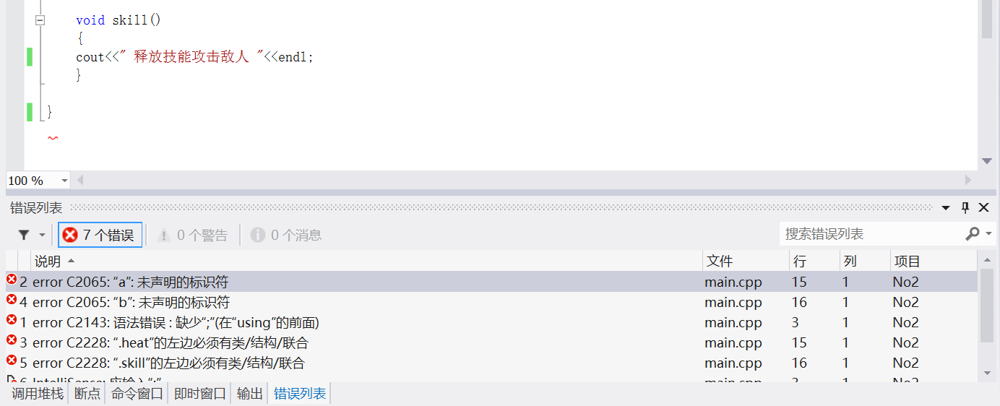 void skill()
{
cout<<" 释放技能攻击敌人 "<<endl;
}
}
100 %
错误列表
7 个错误 0 个警告 0 个消息 搜索错误列表
说明 文件 行 列 项目
2 error C2065: “a”: 未声明的标识符 main.cpp 15 1 No2
4 error C2065: “b”: 未声明的标识符 main.cpp 16 1 No2
1 error C2143: 语法错误 : 缺少“;”(在“using”的前面) main.cpp 3 1 No2
3 error C2228: “.heat”的左边必须有类/结构/联合 main.cpp 15 1 No2
5 error C2228: “.skill”的左边必须有类/结构/联合 main.cpp 16 1 No2
6 IntelliSense: 应输入“;” main.cpp 3 1 No2
调用堆栈 断点 命令窗口 即时窗口 输出 错误列表